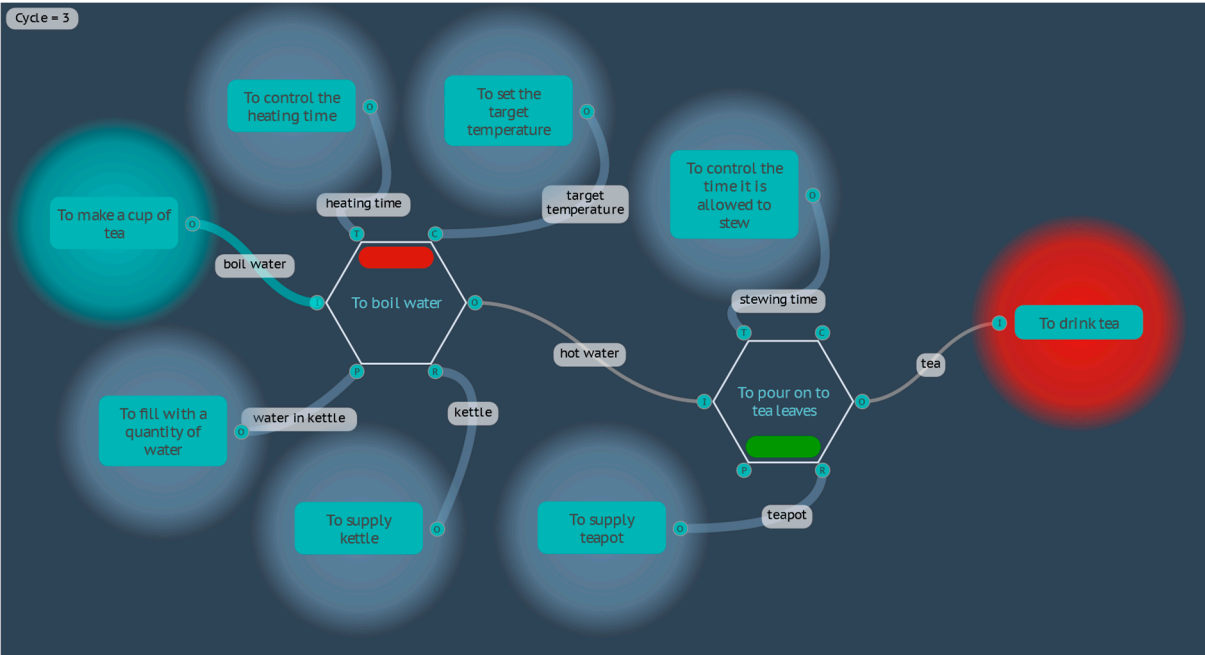 Cycle = 3
To control the
heating time
O
To set the
target
temperature
O
To control the
time it is
allowed to
stew
O
To make a cup of
tea
O
boil water
heating time
target
temperature
T
C
I
To boil water
O
P
R
hot water
stewing time
T
C
I
To pour on to
tea leaves
O
P
R
tea
I
To drink tea
To fill with a
quantity of
water
O
water in kettle
kettle
To supply
kettle
O
To supply
teapot
O
teapot